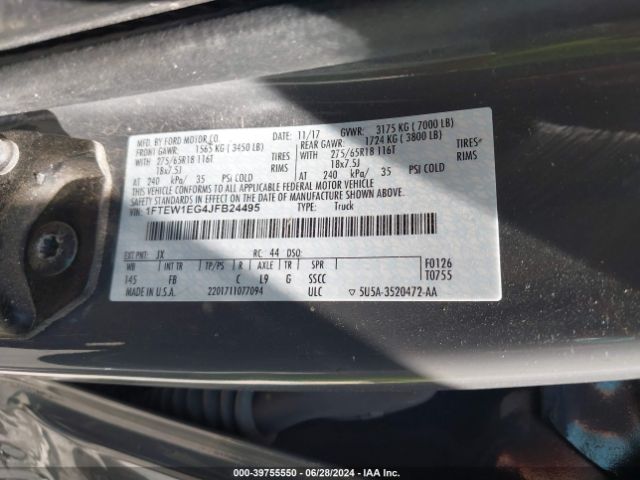 MFD. BY FORD MOTOR CO. DATE: 11/17 GVWR: 3175 KG ( 7000 LB)
FRONT GAWR: 1565 KG ( 3450 LB) REAR GAWR: 1724 KG ( 3800 LB)
WITH 275/65R18 116T TIRES WITH 275/65R18 116T TIRES*
18x7.5J RIMS 18x7.5J RIMS
AT 240 kPa/ 35 PSi COLD AT 240 kPa/ 35 PSi COLD
THIS VEHICLE CONFORMS TO ALL APPLICABLE FEDERAL MOTOR VEHICLE
SAFETY STANDARDS IN EFFECT ON THE DATE OF MANUFACTURE SHOWN ABOVE.
VIN: 1FTEW1EG4JFB24495 TYPE: Truck
EXT PNT: JX RC: 44 DSO: F0126
WB INT TR TP/PS R AXLE TR SPR T0755
145 FB C L9 G SSCC
MADE IN U.S.A. 2201711077094 ULC 5U5A-3520472-AA
000-39755550 06/28/2024 IAA Inc.